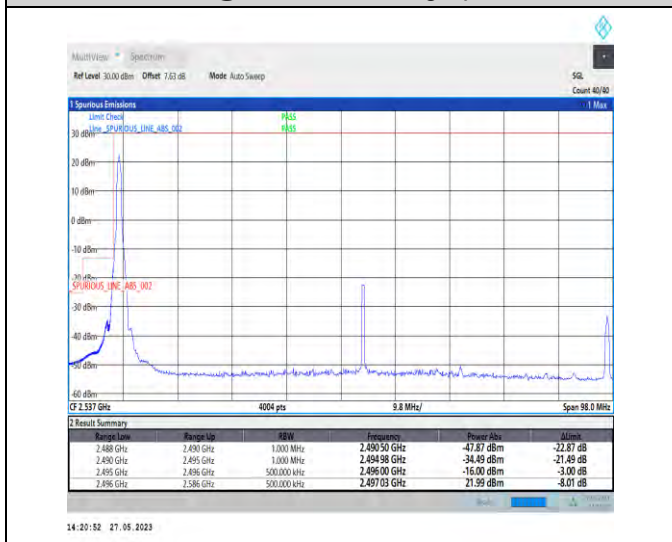 MultiView Spectrum
Ref Level 30.00 dBm Offset 7.63 dB Mode Auto Sweep SGL
Count 40/40
1 Spurious Emissions 1 Max
Limit Check PASS
Line _SPURIOUS_LINE_ABS_002 PASS
30 dBm
20 dBm
10 dBm
0 dBm
-10 dBm
-20 dBm
_SPURIOUS_LINE_ABS_002
-30 dBm
-40 dBm
-50 dBm
-60 dBm
CF 2.537 GHz 4004 pts 9.8 MHz/ Span 98.0 MHz
2 Result Summary
Range Low Range Up RBW Frequency Power Abs ΔLimit
2.488 GHz 2.490 GHz 1.000 MHz 2.490 50 GHz -47.87 dBm -22.87 dB
2.490 GHz 2.495 GHz 1.000 MHz 2.494 98 GHz -34.49 dBm -21.49 dB
2.495 GHz 2.496 GHz 500.000 kHz 2.496 00 GHz -16.00 dBm -3.00 dB
2.496 GHz 2.586 GHz 500.000 kHz 2.497 03 GHz 21.99 dBm -8.01 dB
14:20:52 27.05.2023